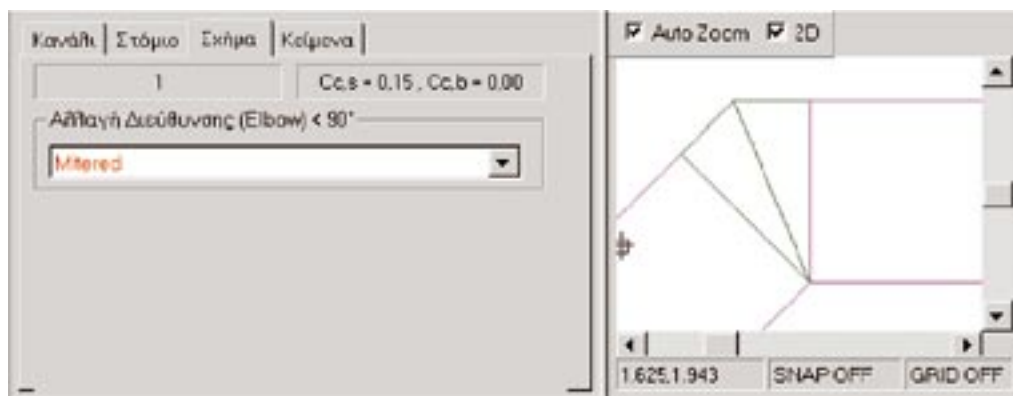 Κανάλι Στόμιο Σχήμα Κείμενα
1 Cc,s = 0,15 , Cc,b = 0,00
Αλλαγή Διεύθυνσης (Elbow) < 90°
Mitered
Auto Zoom 2D
1.625,1.943 SNAP OFF GRID OFF